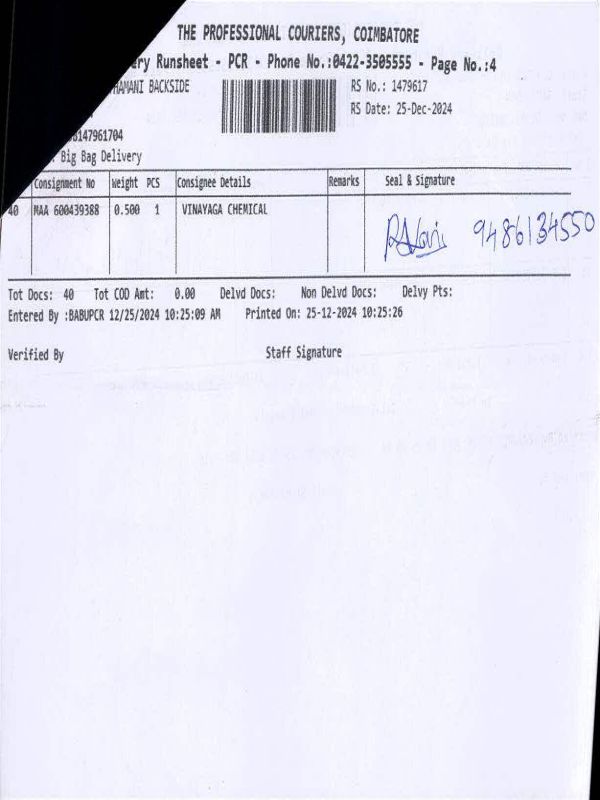 THE PROFESSIONAL COURIERS, COIMBATORE
Runsheet - PCR - Phone No.:0422-3505555 - Page No.:4
BACKSIDE RS No.: 1479617
RS Date: 25-Dec-2024
Big Bag Delivery
Consignment No Weight PCS Consignee Details Remarks Seal & Signature
40 MAA 600439388 0.500 1 VINAYAGA CHEMICAL 9486134550
Tot Docs: 40 Tot COD Amt: 0.00 Delvd Docs: Non Delvd Docs: Delvy Pts:
Entered By :BABUPCR 12/25/2024 10:25:09 AM Printed On: 25-12-2024 10:25:26
Verified By Staff Signature